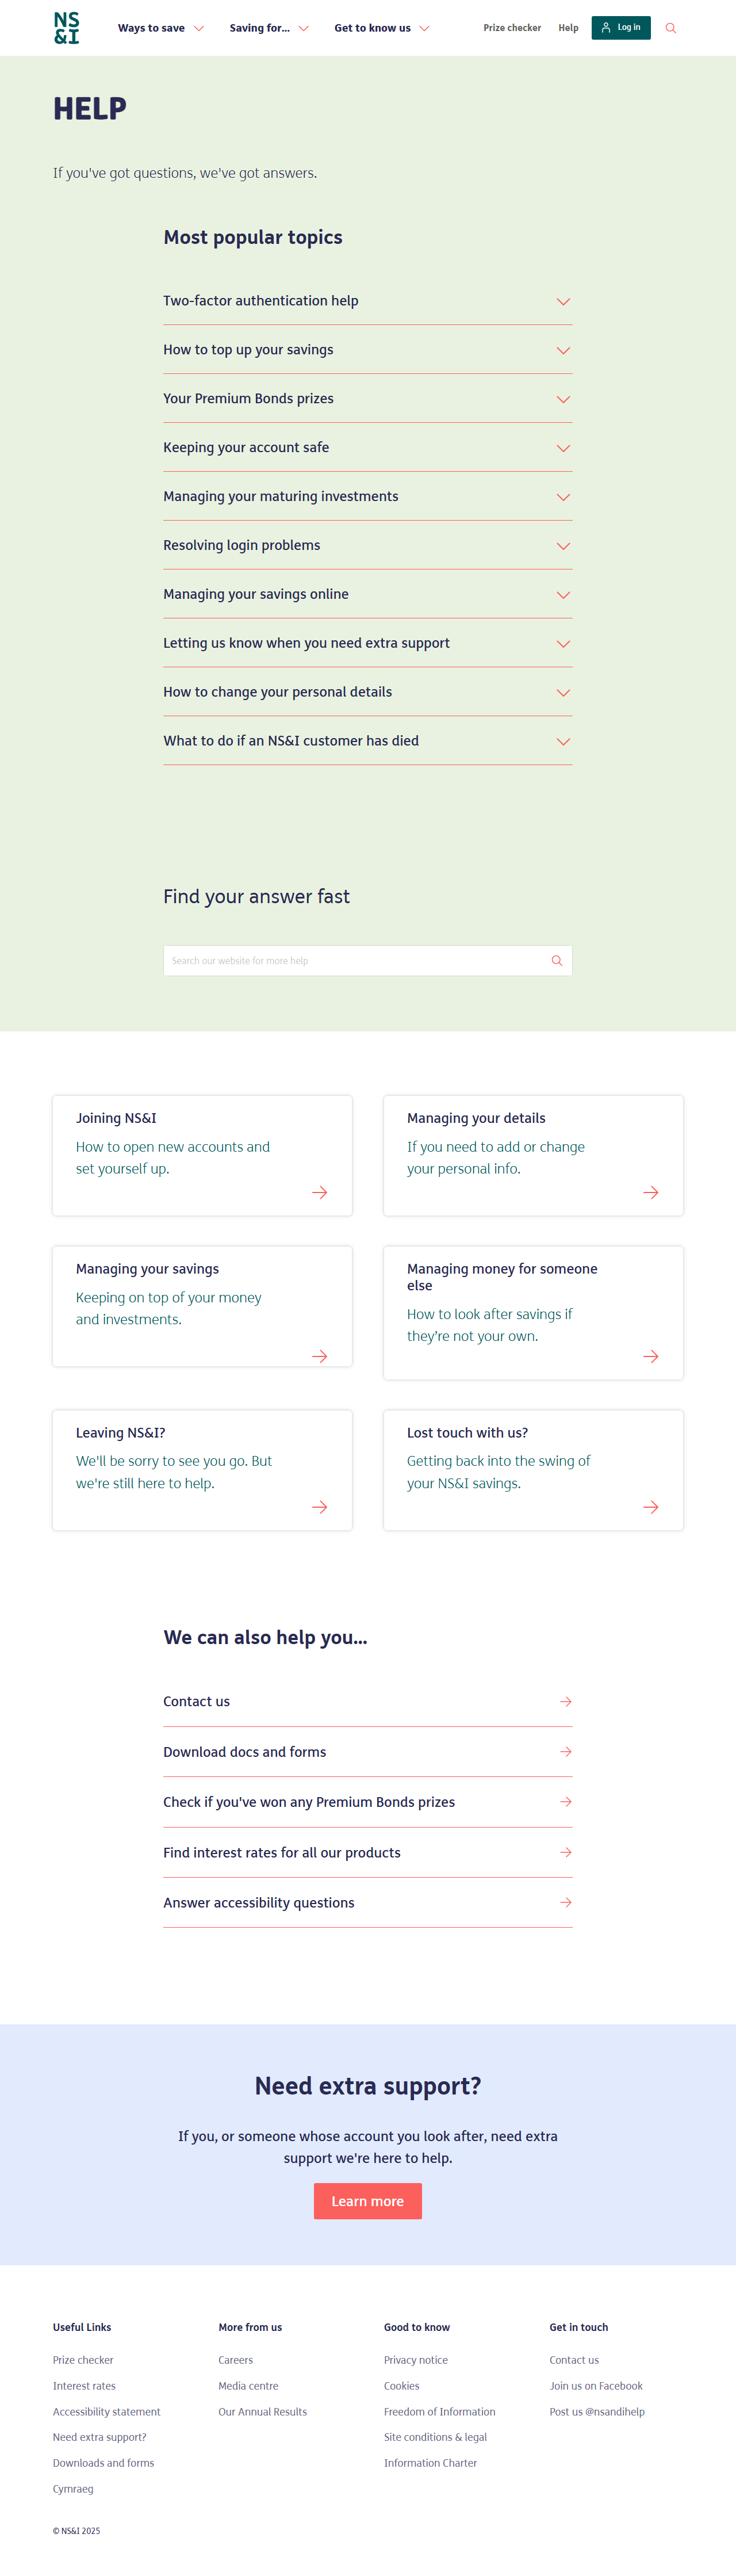 NS
&I
Ways to save
Saving for...
Get to know us
Prize checker
Help
Log in
HELP
If you've got questions, we've got answers.
Most popular topics
Two-factor authentication help
How to top up your savings
Your Premium Bonds prizes
Keeping your account safe
Managing your maturing investments
Resolving login problems
Managing your savings online
Letting us know when you need extra support
How to change your personal details
What to do if an NS&I customer has died
Find your answer fast
Search our website for more help
Joining NS&I
How to open new accounts and
set yourself up.
Managing your details
If you need to add or change
your personal info.
Managing your savings
Keeping on top of your money
and investments.
Managing money for someone
else
How to look after savings if
they’re not your own.
Leaving NS&I?
We'll be sorry to see you go. But
we're still here to help.
Lost touch with us?
Getting back into the swing of
your NS&I savings.
We can also help you...
Contact us
Download docs and forms
Check if you've won any Premium Bonds prizes
Find interest rates for all our products
Answer accessibility questions
Need extra support?
If you, or someone whose account you look after, need extra
support we're here to help.
Learn more
Useful Links
Prize checker
Interest rates
Accessibility statement
Need extra support?
Downloads and forms
Cymraeg
More from us
Careers
Media centre
Our Annual Results
Good to know
Privacy notice
Cookies
Freedom of Information
Site conditions & legal
Information Charter
Get in touch
Contact us
Join us on Facebook
Post us @nsandihelp
© NS&I 2025